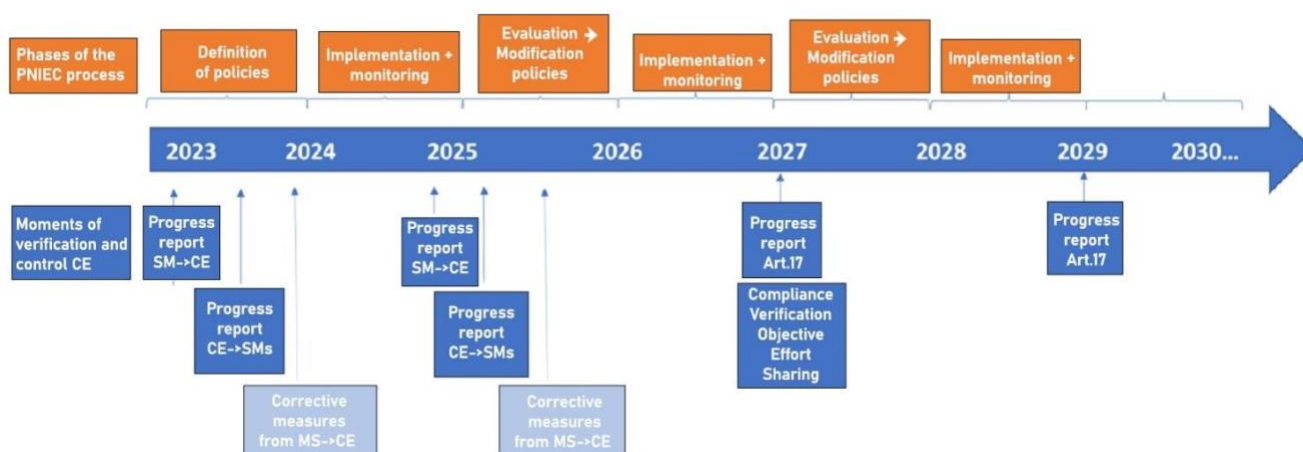 Phases of the
PNIEC process
Definition
of policies
Implementation +
monitoring
Evaluation →
Modification
policies
Implementation +
monitoring
Evaluation →
Modification
policies
Implementation +
monitoring
2023 2024 2025 2026 2027 2028 2029 2030...
Moments of
verification and
control CE
Progress
report
SM->CE
Progress
report
CE->SMs
Corrective
measures
from MS->CE
Progress
report
SM->CE
Progress
report
CE->SMs
Corrective
measures
from MS->CE
Progress
report
Art.17
Compliance
Verification
Objective
Effort
Sharing
Progress
report
Art.17